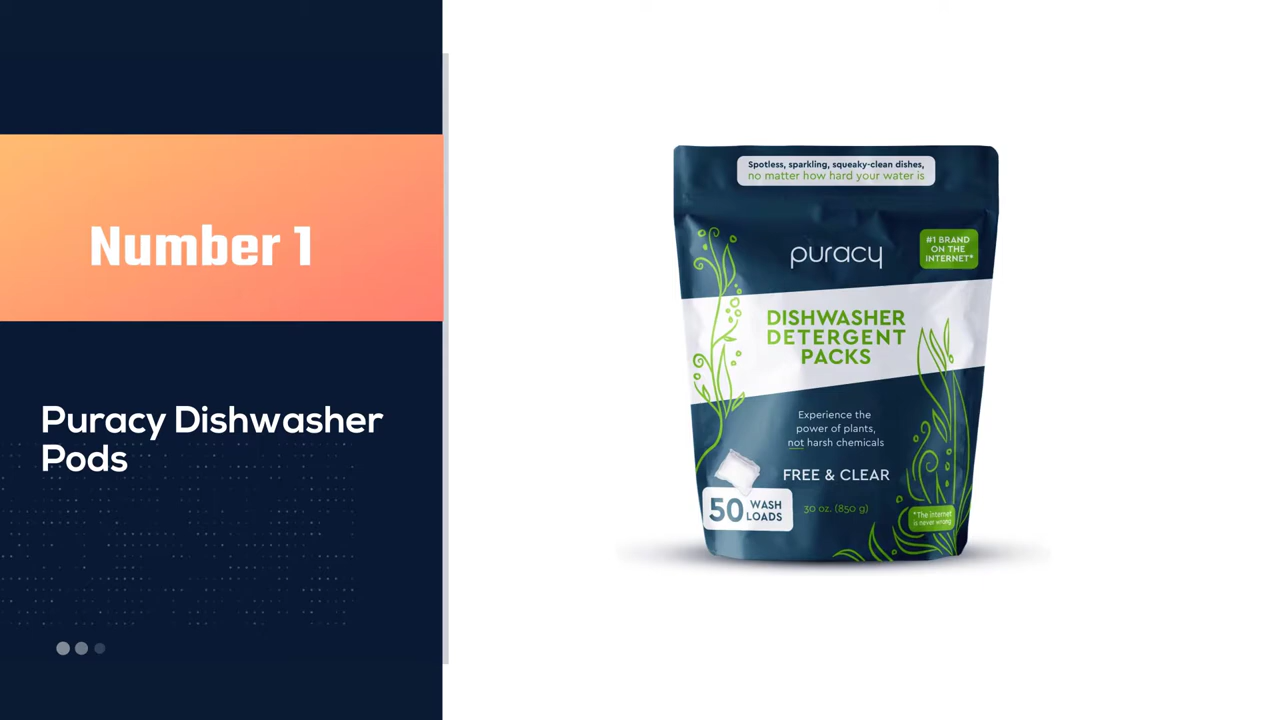 Number 1
Puracy Dishwasher
Pods
Spotless, sparkling, squeaky-clean dishes,
no matter how hard your water is
puracy
#1 BRAND
ON THE
INTERNET*
DISHWASHER
DETERGENT
PACKS
Experience the
power of plants,
not harsh chemicals
FREE & CLEAR
50 WASH
LOADS
30 oz. (850 g)
*The internet
is never wrong